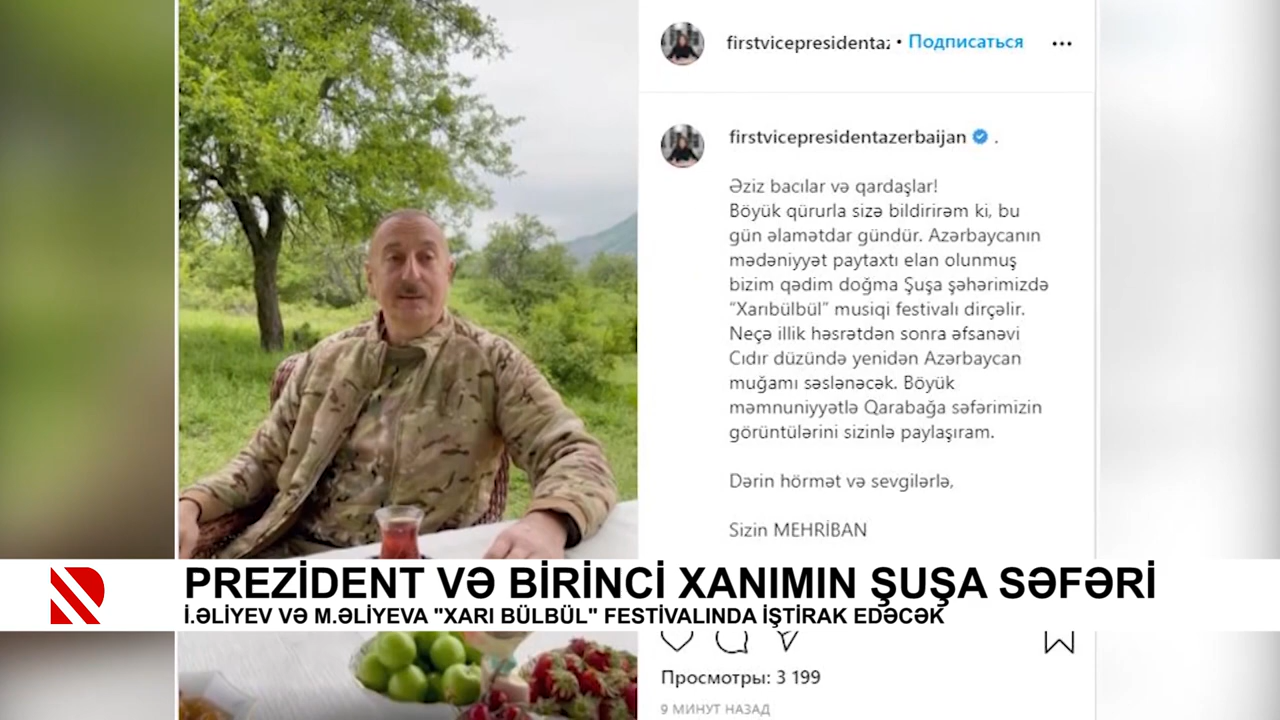 firstvicepresidentaz • Подписаться
firstvicepresidentazerbaijan .
Əziz bacılar və qardaşlar!
Böyük qürurla sizə bildirirəm ki, bu
gün əlamətdar gündür. Azərbaycanın
mədəniyyət paytaxtı elan olunmuş
bizim qədim doğma Şuşa şəhərimizdə
“Xarıbülbül” musiqi festivalı dirçəlir.
Neçə illik həsrətdən sonra əfsanəvi
Cıdır düzündə yenidən Azərbaycan
muğamı səslənəcək. Böyük
məmnuniyyətlə Qarabağa səfərimizin
görüntülərini sizinlə paylaşıram.
Dərin hörmət və sevgilərlə,
Sizin MEHRİBAN
PREZİDENT VƏ BİRİNCİ XANIMIN ŞUŞA SƏFƏRİ
İ.ƏLİYEV VƏ M.ƏLİYEVA "XARI BÜLBÜL" FESTİVALINDA İŞTİRAK EDƏCƏK
Просмотры: 3 199
9 МИНУТ НАЗАД